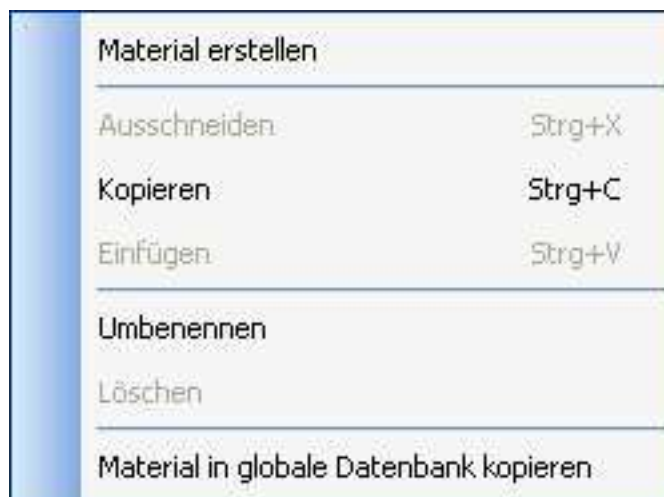 Material erstellen
Ausschneiden Strg+X
Kopieren Strg+C
Einfügen Strg+V
Umbenennen
Löschen
Material in globale Datenbank kopieren